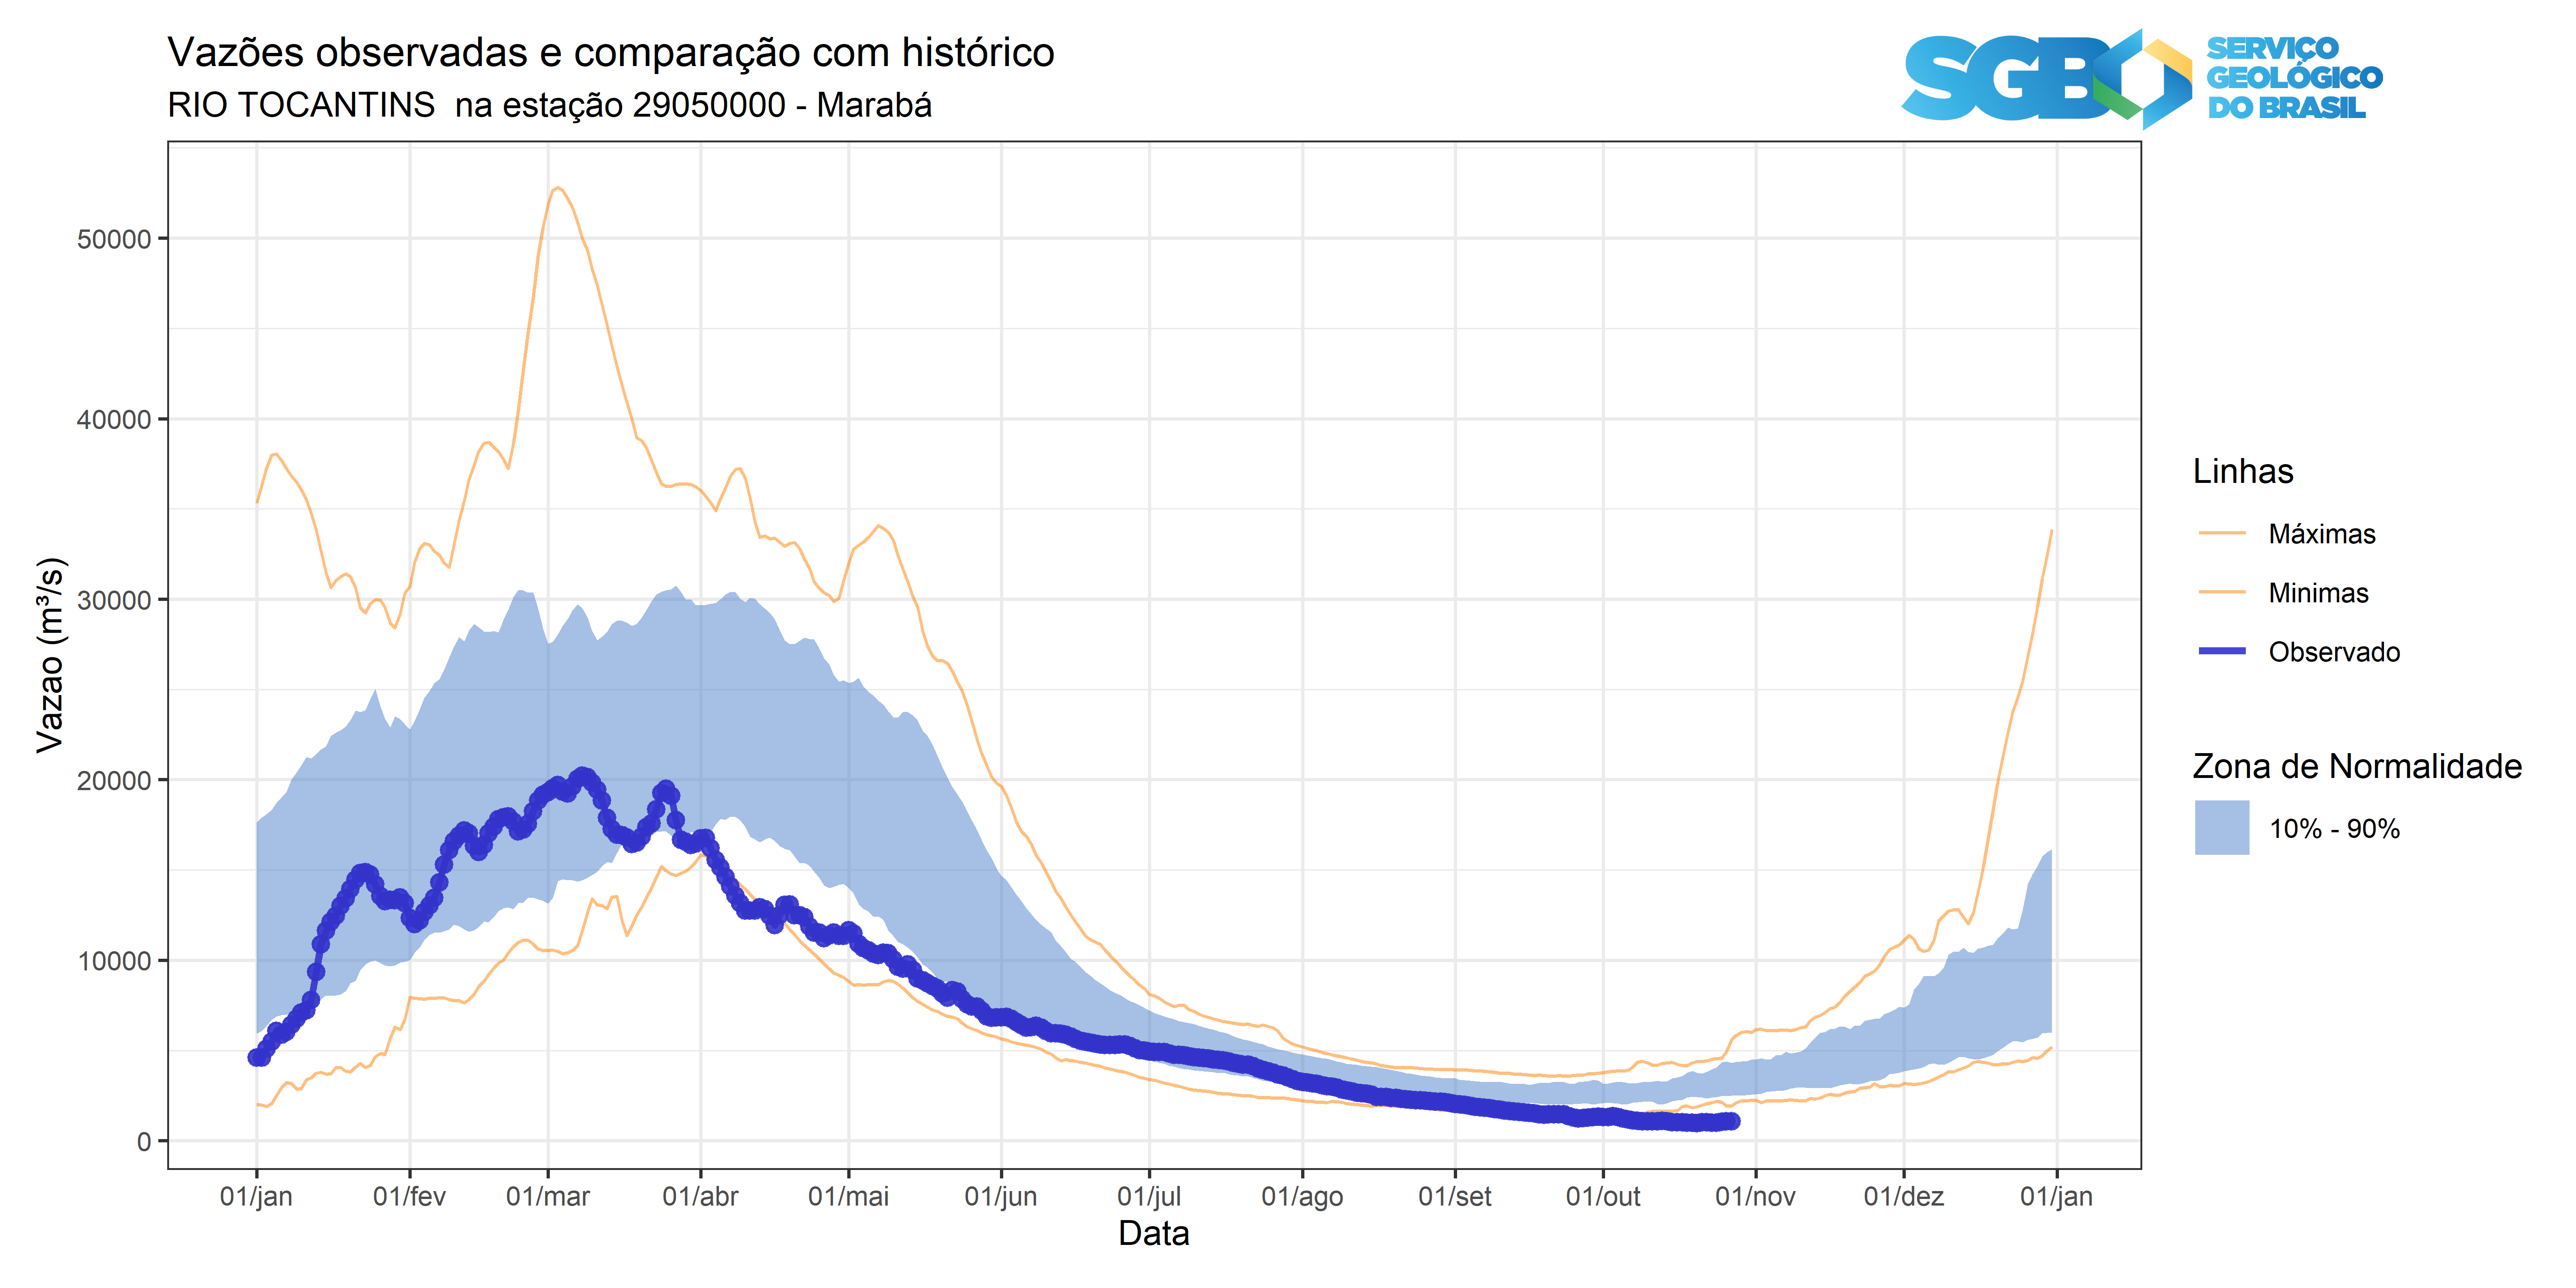 Vazões observadas e comparação com histórico
RIO TOCANTINS  na estação 29050000 - Marabá
SGB
SERVIÇO
GEOLÓGICO
DO BRASIL
Vazao (m³/s)
50000
40000
30000
20000
10000
0
01/jan
01/fev
01/mar
01/abr
01/mai
01/jun
01/jul
01/ago
01/set
01/out
01/nov
01/dez
01/jan
Data
Linhas
Máximas
Minimas
Observado
Zona de Normalidade
10% - 90%